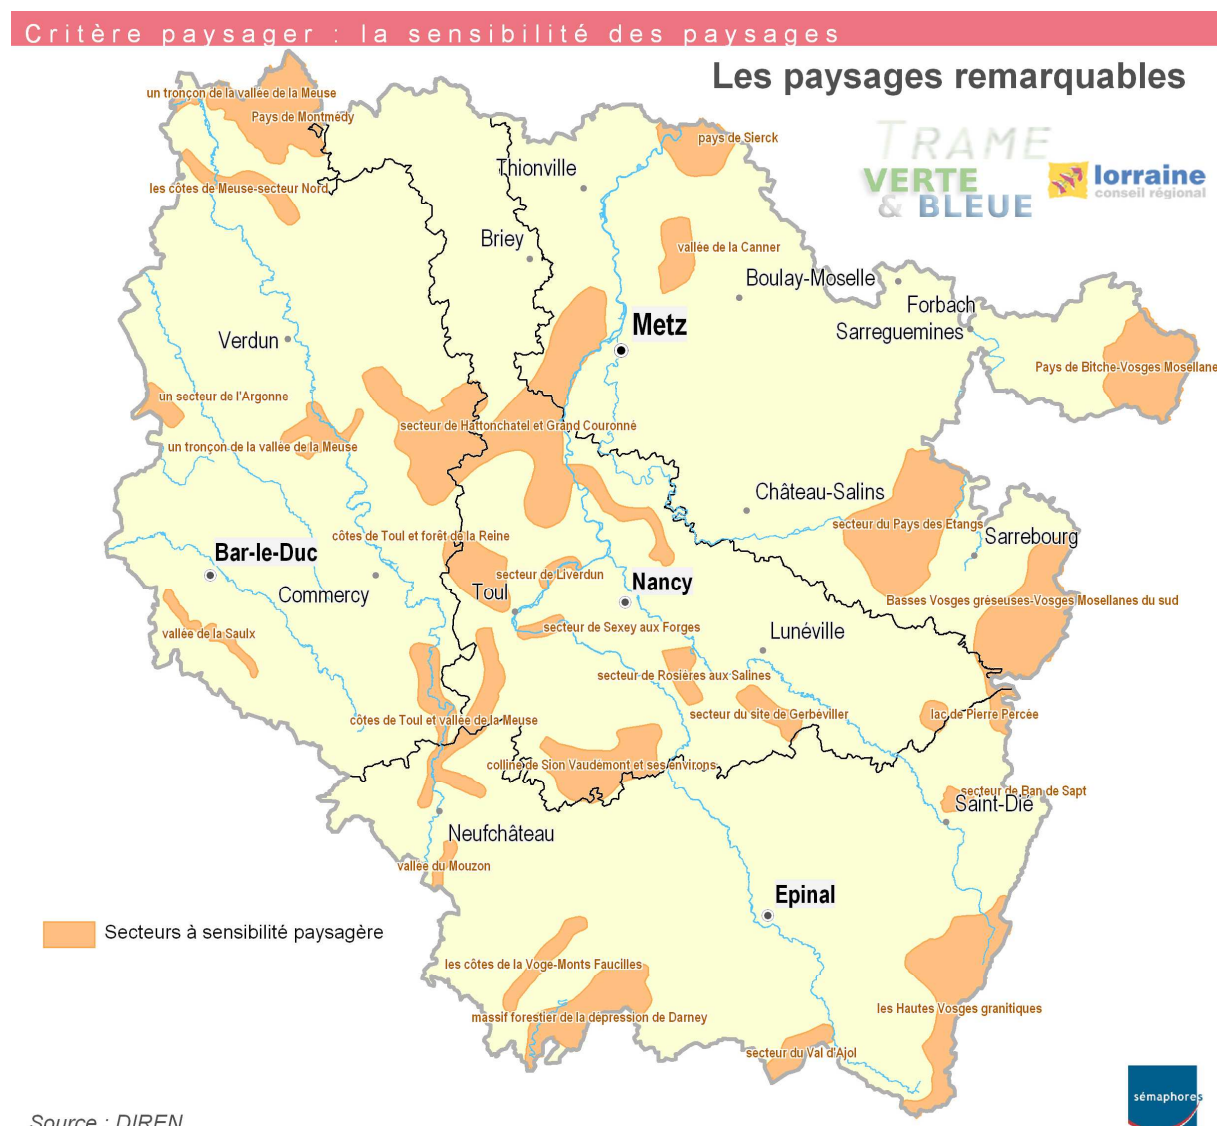 Critère paysager : la sensibilité des paysages
Les paysages remarquables
TRAME
VERTE
& BLEUE
lorraine
conseil régional
un tronçon de la vallée de la Meuse
Pays de Montmédy
pays de Sierck
les côtes de Meuse-secteur Nord
Thionville
Briey
vallée de la Canner
Boulay-Moselle
Forbach
Metz
Sarreguemines
Verdun
Pays de Bitche-Vosges Mosellane
un secteur de l'Argonne
secteur de Hattonchatel et Grand Couronné
un tronçon de la vallée de la Meuse
Château-Salins
secteur du Pays des Etangs
côtes de Toul et forêt de la Reine
Sarrebourg
Bar-le-Duc
secteur de Liverdun
Nancy
Toul
Commercy
Basses Vosges gréseuses-Vosges Mosellanes du sud
vallée de la Saulx
secteur de Sexey aux Forges
Lunéville
secteur de Rosières aux Salines
secteur du site de Gerbéviller
lac de Pierre Percée
côtes de Toul et vallée de la Meuse
colline de Sion Vaudémont et ses environs
secteur de Ban de Sapt
Saint-Dié
Neufchâteau
vallée du Mouzon
Epinal
Secteurs à sensibilité paysagère
les côtes de la Voge-Monts Faucilles
les Hautes Vosges granitiques
massif forestier de la dépression de Darney
secteur du Val d'Ajol
sémaphores
Source : DIREN